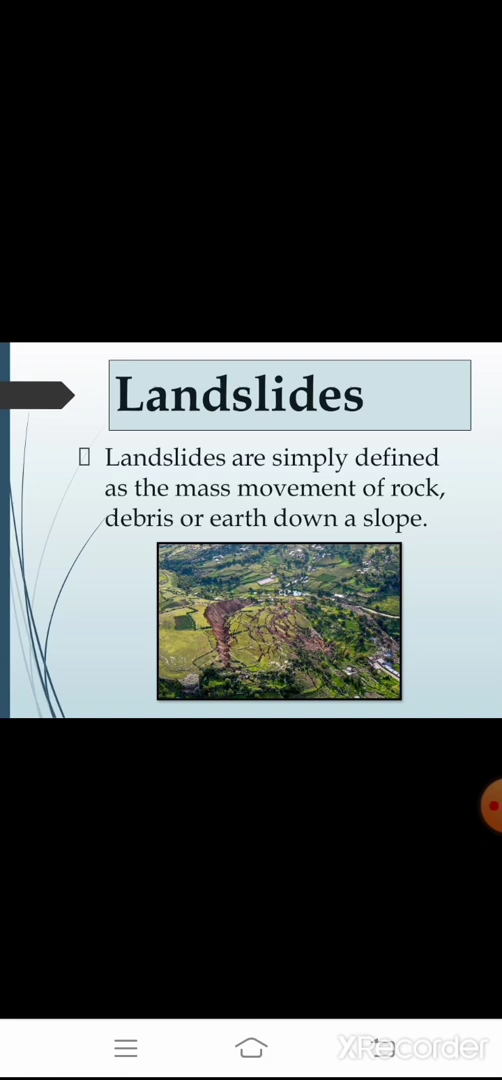 Landslides
Landslides are simply defined
as the mass movement of rock,
debris or earth down a slope.
XRecorder